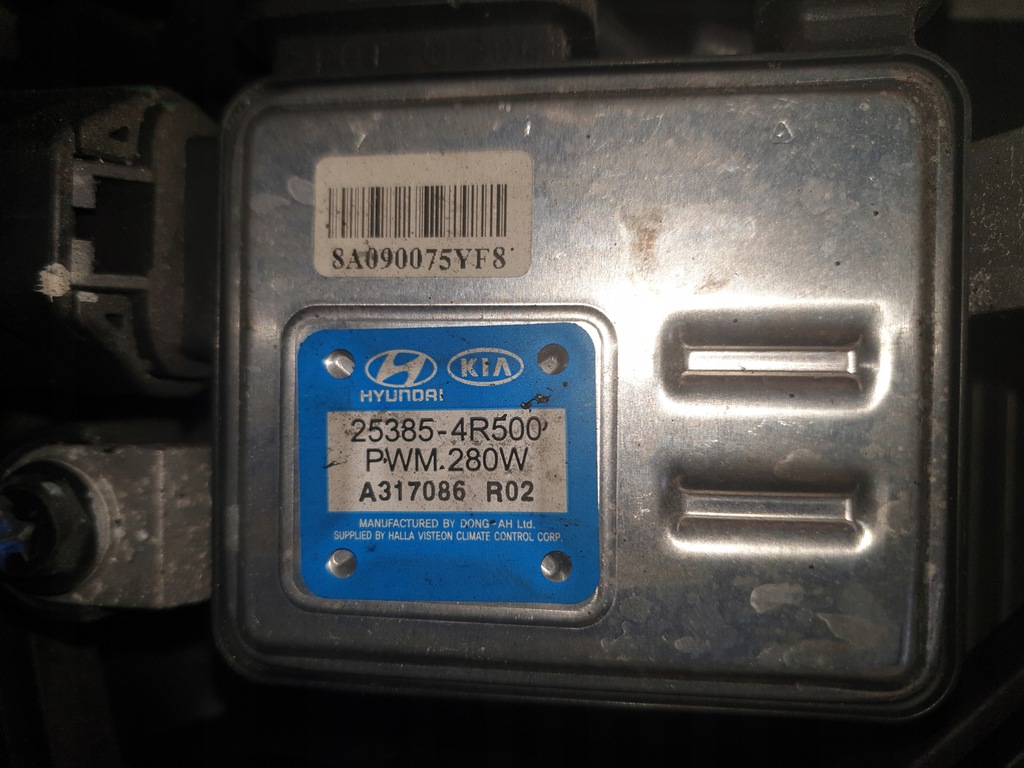 8A090075YF8
HYUNDAI
KIA
25385-4R500
PWM.280W
A317086 R02
MANUFACTURED BY DONG-AH Ltd.
SUPPLIED BY HALLA VISTEON CLIMATE CONTROL CORP.